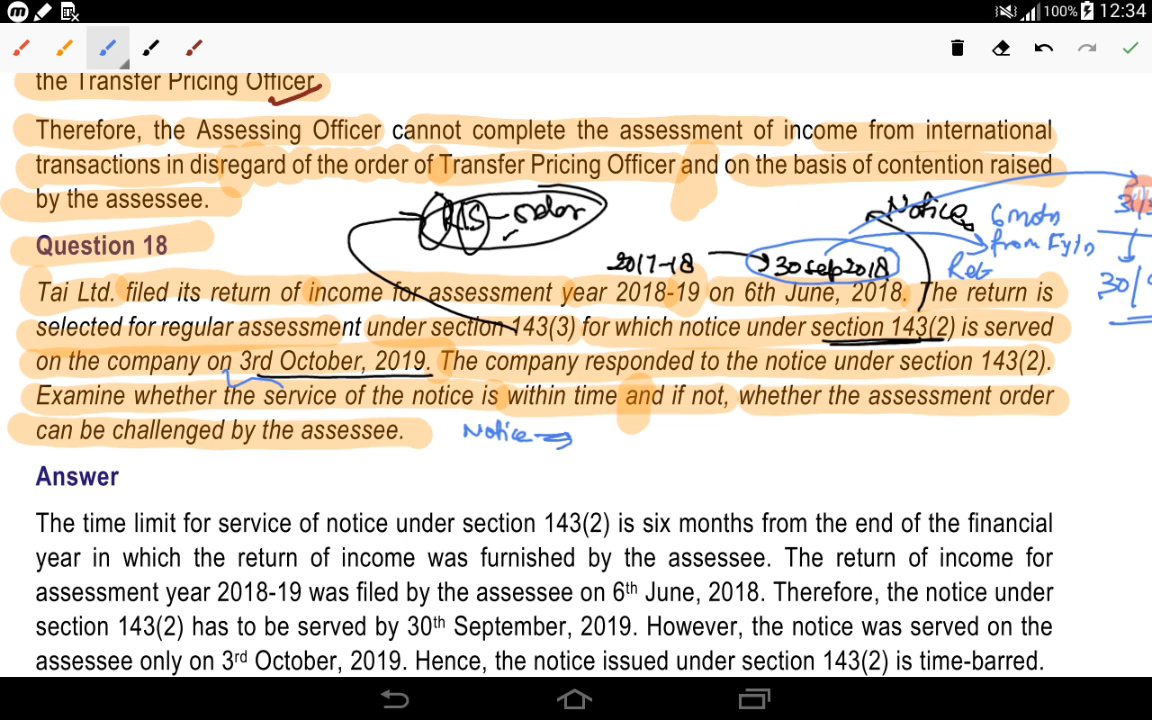 100% 12:34
the Transfer Pricing Officer.
Therefore, the Assessing Officer cannot complete the assessment of income from international
transactions in disregard of the order of Transfer Pricing Officer and on the basis of contention raised
by the assessee.
R/S - order
Notice
6 mots
from FyIn
Ret
Question 18
2017-18
30 sep 2018
30/9
Tai Ltd. filed its return of income for assessment year 2018-19 on 6th June, 2018. The return is
selected for regular assessment under section 143(3) for which notice under section 143(2) is served
on the company on 3rd October, 2019. The company responded to the notice under section 143(2).
Examine whether the service of the notice is within time and if not, whether the assessment order
can be challenged by the assessee.
Notice
Answer
The time limit for service of notice under section 143(2) is six months from the end of the financial
year in which the return of income was furnished by the assessee. The return of income for
assessment year 2018-19 was filed by the assessee on 6th June, 2018. Therefore, the notice under
section 143(2) has to be served by 30th September, 2019. However, the notice was served on the
assessee only on 3rd October, 2019. Hence, the notice issued under section 143(2) is time-barred.